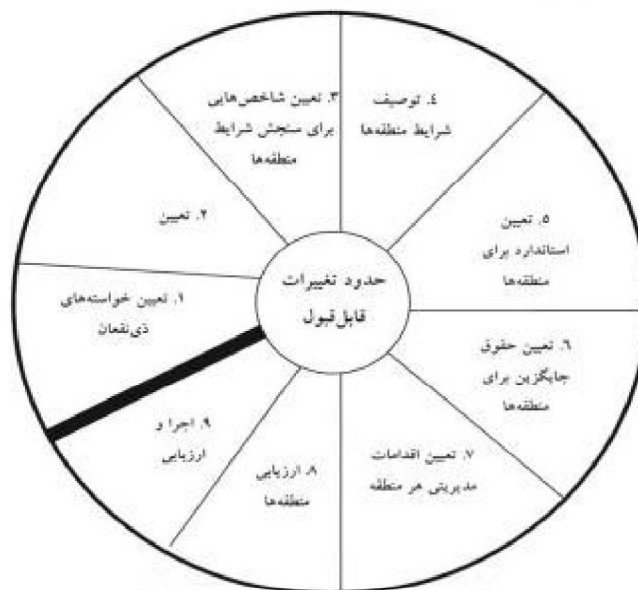 حدود تغییرات
قابل‌قبول
۱. تعیین خواسته‌های
ذی‌نفعان
۲. تعیین
۳. تعیین شاخص‌هایی
برای سنجش شرایط
منطقه‌ها
٤. توصیف
شرایط منطقه‌ها
۵. تعیین
استاندارد برای
منطقه‌ها
۶. تعیین حقوق
جایگزین برای
منطقه‌ها
۷. تعیین اقدامات
مدیریتی هر منطقه
۸. ارزیابی
منطقه‌ها
۹. اجرا و
ارزیابی